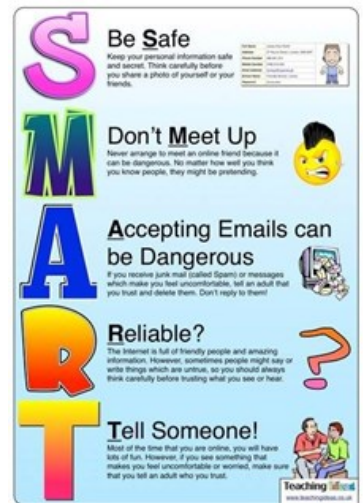 S
Be Safe
Keep your personal information safe
and secret. Think carefully before
you share a photo of yourself or your
friends.
M
Don't Meet Up
Never arrange to meet an online friend because it
can be dangerous. No matter how well you think
you know people, they might be pretending.
A
Accepting Emails can
be Dangerous
If you receive junk mail (called Spam) or messages
which make you feel uncomfortable, tell an adult that
you trust and delete them. Don't reply to them!
R
Reliable?
The Internet is full of friendly people and amazing
information. However, sometimes people might say or
write things which are untrue, so you should always
think carefully before trusting what you see or hear.
?
T
Tell Someone!
Most of the time that you are online, you will have
lots of fun. However, if you see something that
makes you feel uncomfortable or worried, make sure
that you tell an adult who you trust.
Teaching Ideas
www.teachingideas.co.uk